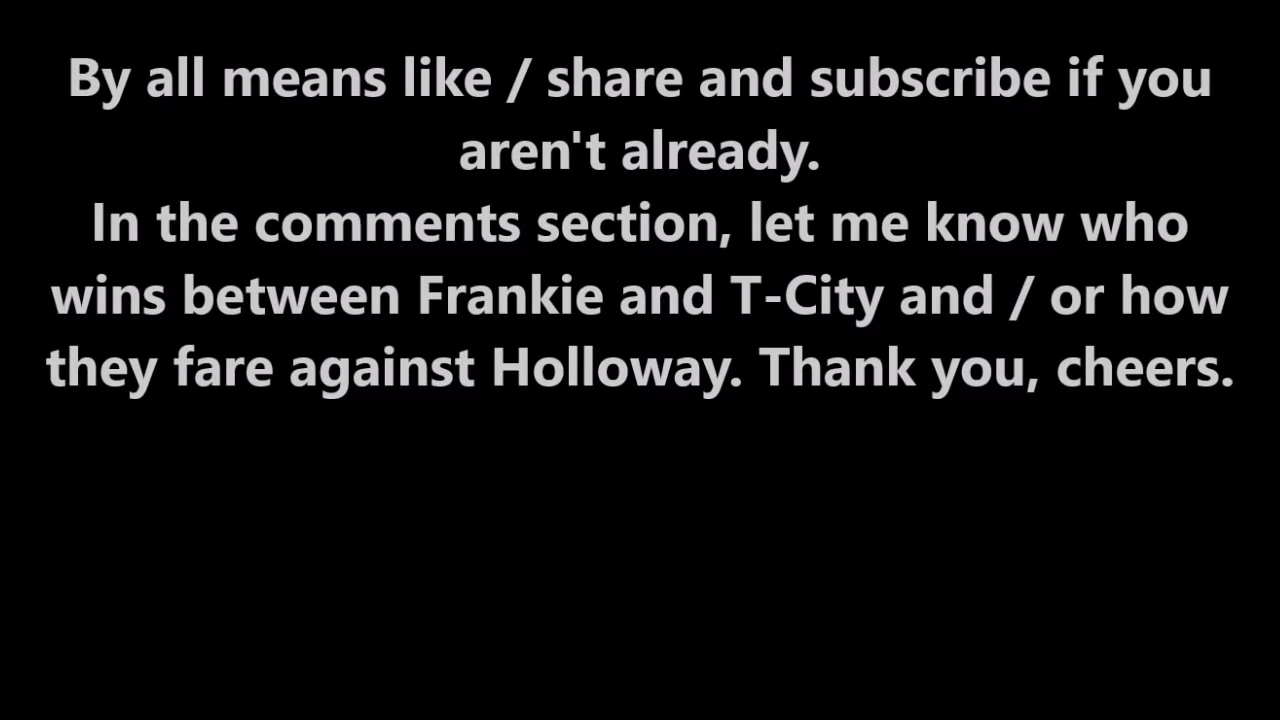 By all means like / share and subscribe if you
aren't already.
In the comments section, let me know who
wins between Frankie and T-City and / or how
they fare against Holloway. Thank you, cheers.